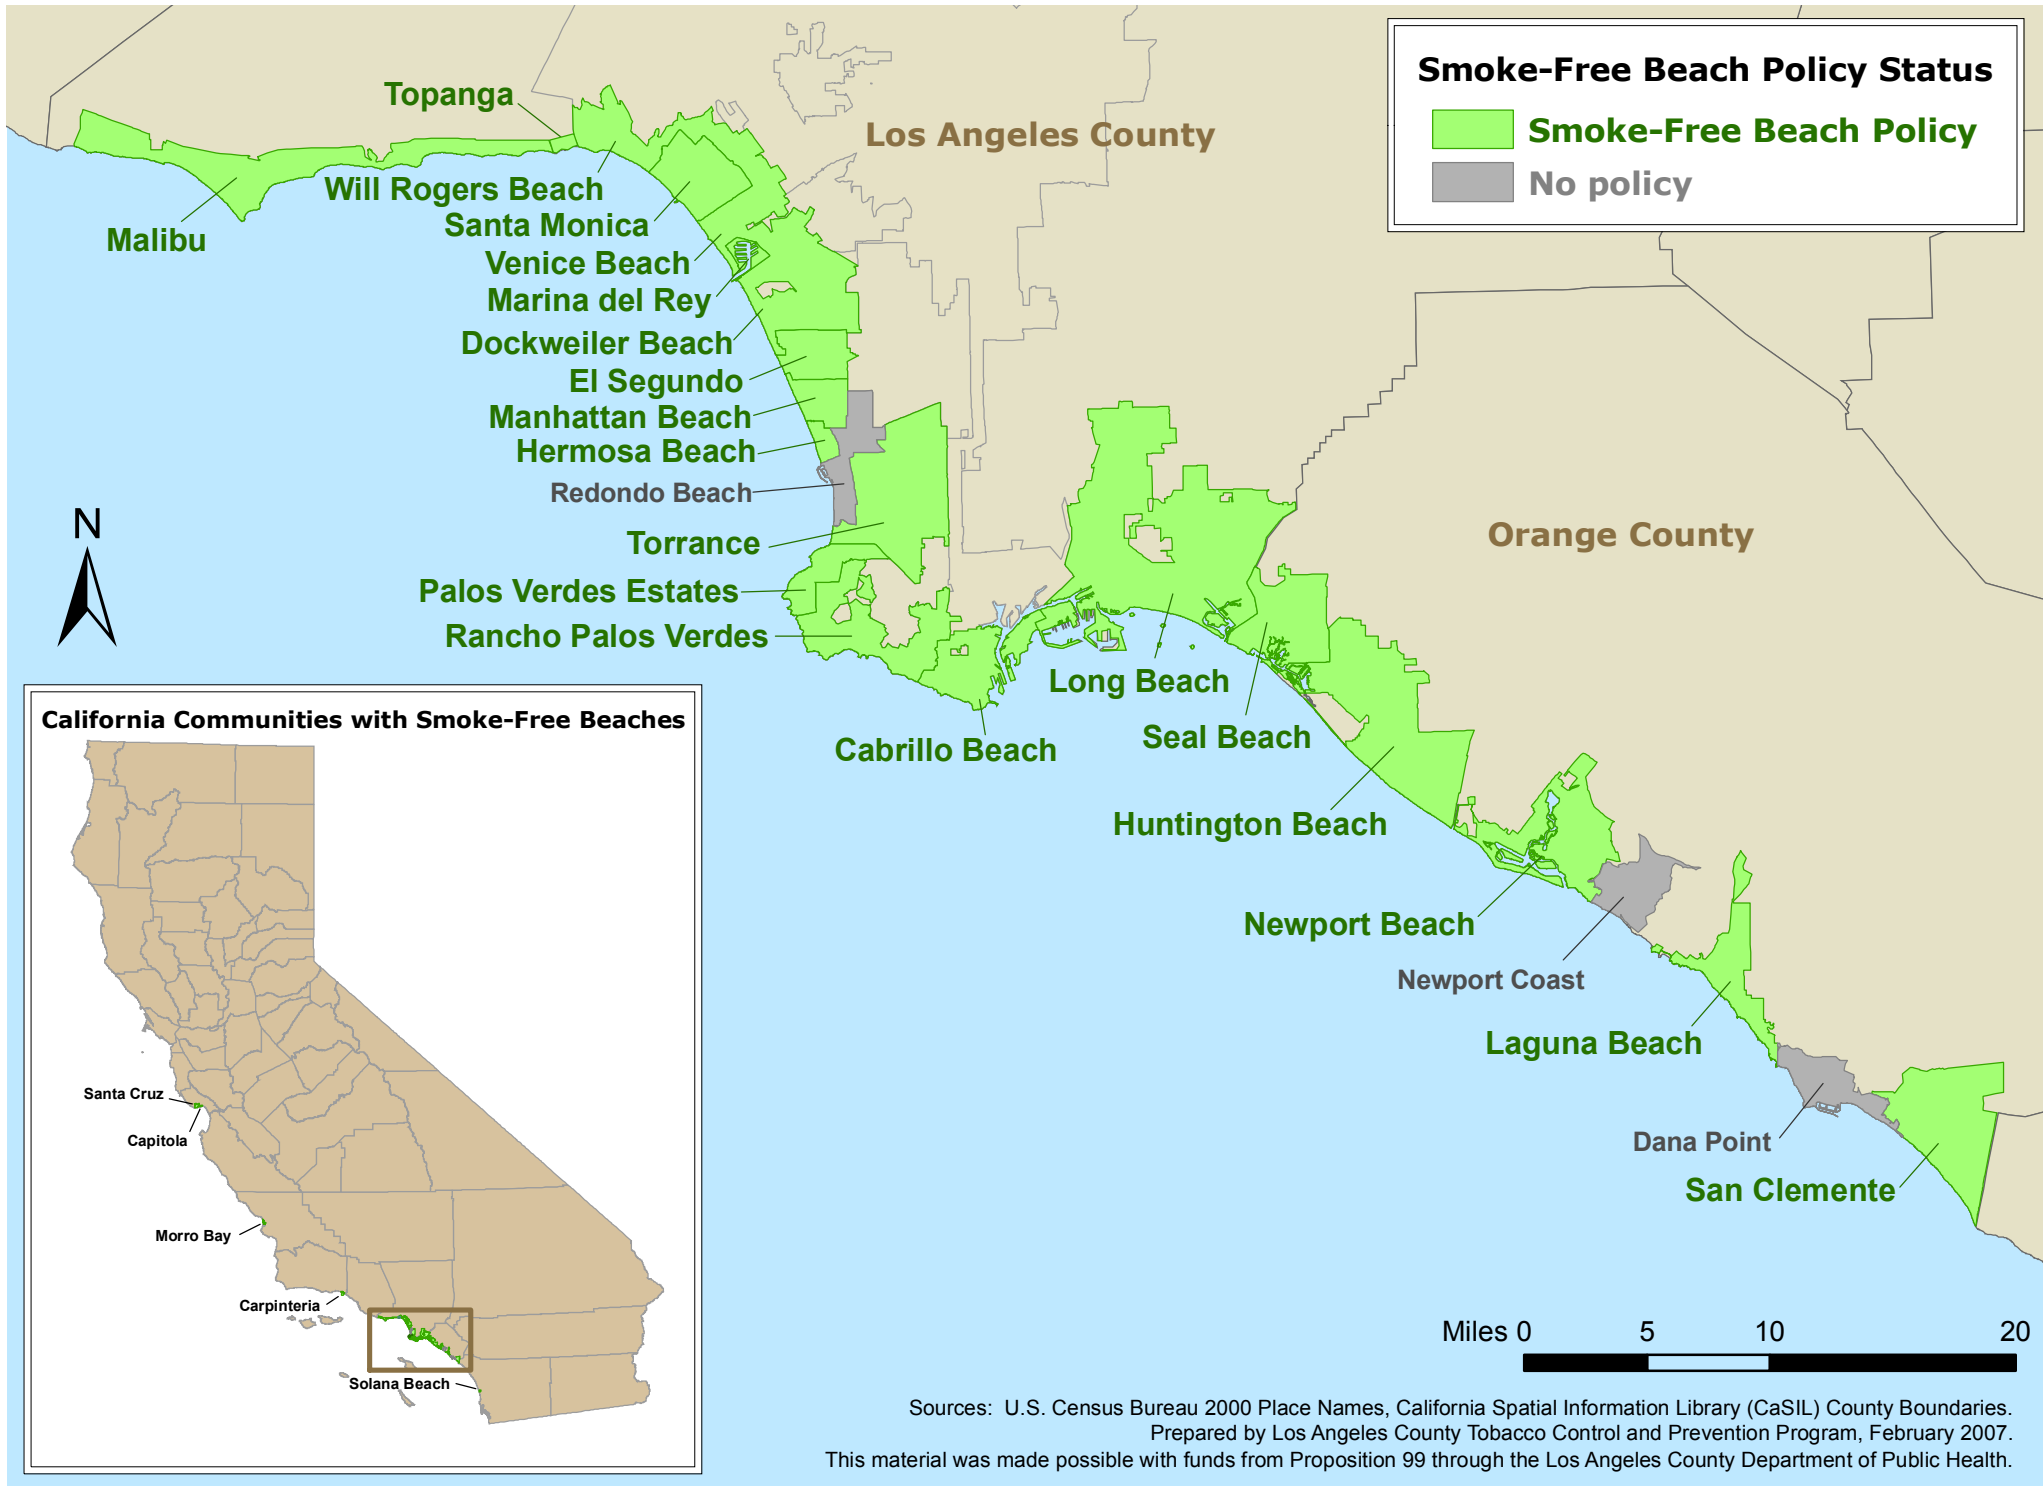 Smoke-Free Beach Policy Status
Smoke-Free Beach Policy
No policy
Los Angeles County
Orange County
Topanga
Will Rogers Beach
Malibu
Santa Monica
Venice Beach
Marina del Rey
Dockweiler Beach
El Segundo
Manhattan Beach
Hermosa Beach
Redondo Beach
Torrance
Palos Verdes Estates
Rancho Palos Verdes
Cabrillo Beach
Long Beach
Seal Beach
Huntington Beach
Newport Beach
Newport Coast
Laguna Beach
Dana Point
San Clemente
N
California Communities with Smoke-Free Beaches
Santa Cruz
Capitola
Morro Bay
Carpinteria
Solana Beach
Miles 0 5 10 20
Sources: U.S. Census Bureau 2000 Place Names, California Spatial Information Library (CaSIL) County Boundaries.
Prepared by Los Angeles County Tobacco Control and Prevention Program, February 2007.
This material was made possible with funds from Proposition 99 through the Los Angeles County Department of Public Health.